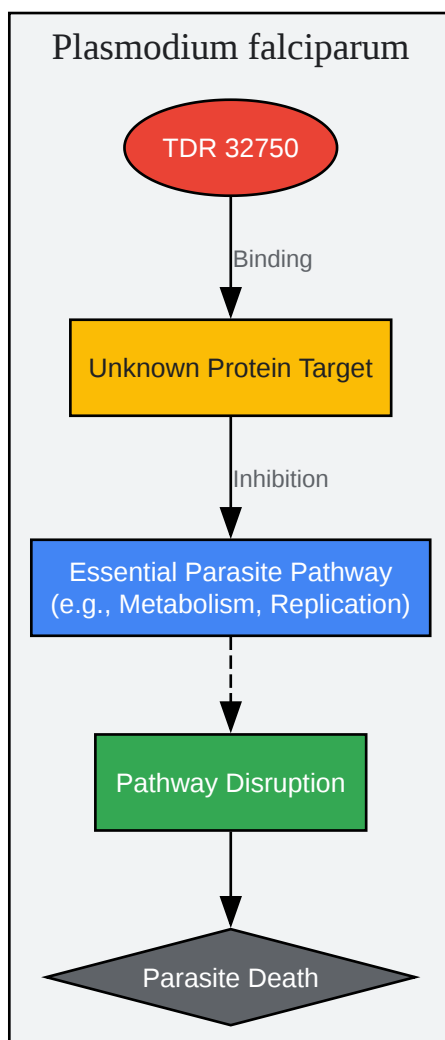 Plasmodium falciparum
TDR 32750
Binding
Unknown Protein Target
Inhibition
Essential Parasite Pathway
(e.g., Metabolism, Replication)
Pathway Disruption
Parasite Death